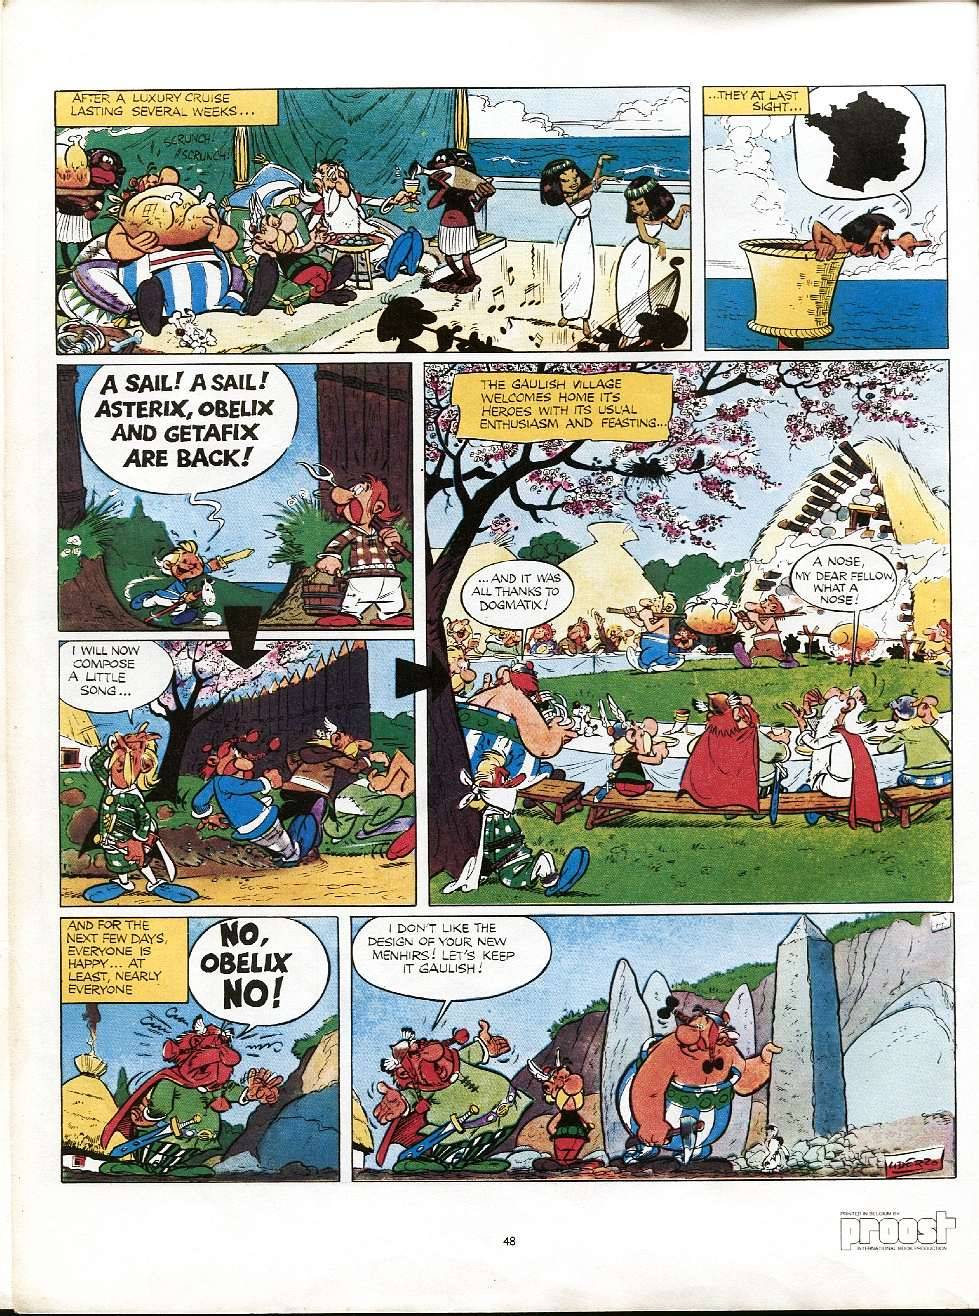 AFTER A LUXURY CRUISE
LASTING SEVERAL WEEKS...
SCRUNCH!
SCRUNCH!
...THEY AT LAST
SIGHT...
A SAIL! A SAIL!
ASTERIX, OBELIX
AND GETAFIX
ARE BACK!
I WILL NOW
COMPOSE
A LITTLE
SONG...
THE GAULISH VILLAGE
WELCOMES HOME ITS
HEROES WITH ITS USUAL
ENTHUSIASM AND FEASTING...
...AND IT WAS
ALL THANKS TO
DOGMATIX!
A NOSE,
MY DEAR FELLOW,
WHAT A
NOSE!
AND FOR THE
NEXT FEW DAYS,
EVERYONE IS
HAPPY... AT
LEAST, NEARLY
EVERYONE
NO,
OBELIX
NO!
I DON'T LIKE THE
DESIGN OF YOUR NEW
MENHIRS! LET'S KEEP
IT GAULISH!
UDERZO
48
PRINTED IN BELGIUM BY
proost
INTERNATIONAL BOOK PRODUCTION